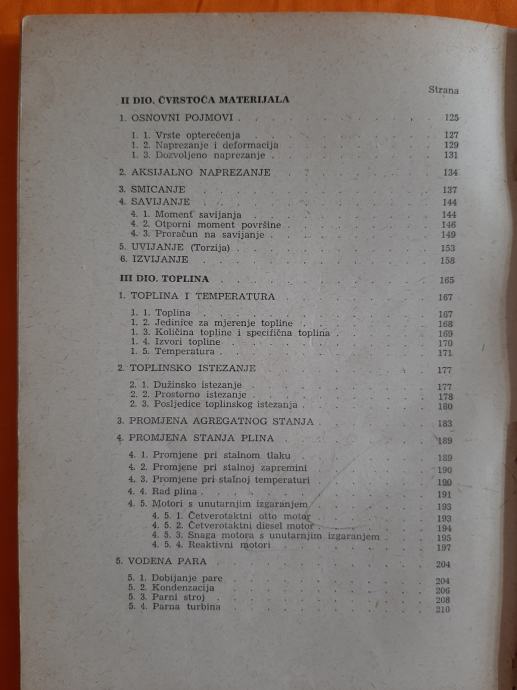 Strana
II DIO. ČVRSTOĆA MATERIJALA
1. OSNOVNI POJMOVI . . . . . . . . . . . 125
1. 1. Vrste opterećenja . . . . . . . . . . . 127
1. 2. Naprezanje i deformacija . . . . . . . . . 129
1. 3. Dozvoljeno naprezanje . . . . . . . . . . 131
2. AKSIJALNO NAPREZANJE . . . . . . . . . 134
3. SMICANJE . . . . . . . . . . . . . 137
4. SAVIJANJE . . . . . . . . . . . . . 144
4. 1. Moment savijanja . . . . . . . . . . . 144
4. 2. Otporni moment površine . . . . . . . . . 146
4. 3. Proračun na savijanje . . . . . . . . . . 149
5. UVIJANJE (Torzija) . . . . . . . . . . . 153
6. IZVIJANJE . . . . . . . . . . . . . 158
III DIO. TOPLINA . . . . . . . . . . . . 165
1. TOPLINA I TEMPERATURA . . . . . . . . . 167
1. 1. Toplina . . . . . . . . . . . . . 167
1. 2. Jedinice za mjerenje topline . . . . . . . . 168
1. 3. Količina topline i specifična toplina . . . . . . 169
1. 4. Izvori topline . . . . . . . . . . . . 170
1. 5. Temperatura . . . . . . . . . . . . 171
2. TOPLINSKO ISTEZANJE . . . . . . . . . . 177
2. 1. Dužinsko istezanje . . . . . . . . . . . 177
2. 2. Prostorno istezanje . . . . . . . . . . . 178
2. 3. Posljedice toplinskog istezanja . . . . . . . . 180
3. PROMJENA AGREGATNOG STANJA . . . . . . . 183
4. PROMJENA STANJA PLINA . . . . . . . . . 189
4. 1. Promjene pri stalnom tlaku . . . . . . . . 189
4. 2. Promjene pri stalnoj zapremini . . . . . . . 190
4. 3. Promjene pri stalnoj temperaturi . . . . . . . 190
4. 4. Rad plina . . . . . . . . . . . . . 191
4. 5. Motori s unutarnjim izgaranjem . . . . . . . 193
4. 5. 1. Četverotaktni otto motor . . . . . . . . 193
4. 5. 2. Četverotaktni diesel motor . . . . . . . . 194
4. 5. 3. Snaga motora s unutarnjim izgaranjem . . . . 195
4. 5. 4. Reaktivni motori . . . . . . . . . . 197
5. VODENA PARA . . . . . . . . . . . . 204
5. 1. Dobijanje pare . . . . . . . . . . . . 204
5. 2. Kondenzacija . . . . . . . . . . . . 206
5. 3. Parni stroj . . . . . . . . . . . . . 208
5. 4. Parna turbina . . . . . . . . . . . . 210